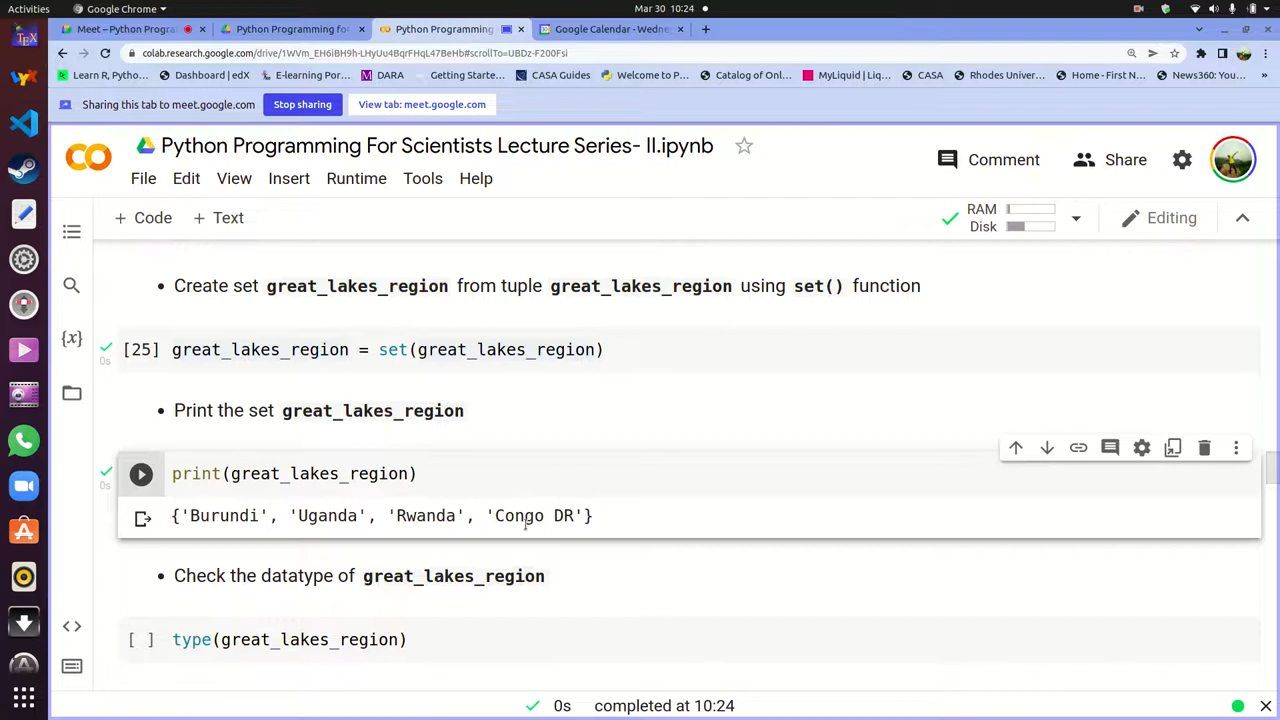 Activities
Google Chrome
Mar 30 10:24
Meet – Python Progra
Python Programming fo
Python Programming
Google Calendar - Wedne
colab.research.google.com/drive/1WVm_EH6iBH9h-LHyUu4BqrFHqL47BeHb#scrollTo=UBDz-F200Fsi
Learn R, Pytho...
Dashboard | edX
E-learning Por...
DARA
Getting Starte...
CASA Guides
Welcome to P...
Catalog of Onl...
MyLiquid | Liq...
CASA
Rhodes Univer...
Home - First N...
News360: You...
Sharing this tab to meet.google.com
Stop sharing
View tab: meet.google.com
Python Programming For Scientists Lecture Series- II.ipynb
Comment
Share
File Edit View Insert Runtime Tools Help
+ Code + Text
RAM
Disk
Editing
• Create set great_lakes_region from tuple great_lakes_region using set() function
[25] great_lakes_region = set(great_lakes_region)
0s
• Print the set great_lakes_region
print(great_lakes_region)
0s
{'Burundi', 'Uganda', 'Rwanda', 'Congo DR'}
• Check the datatype of great_lakes_region
[ ] type(great_lakes_region)
0s completed at 10:24